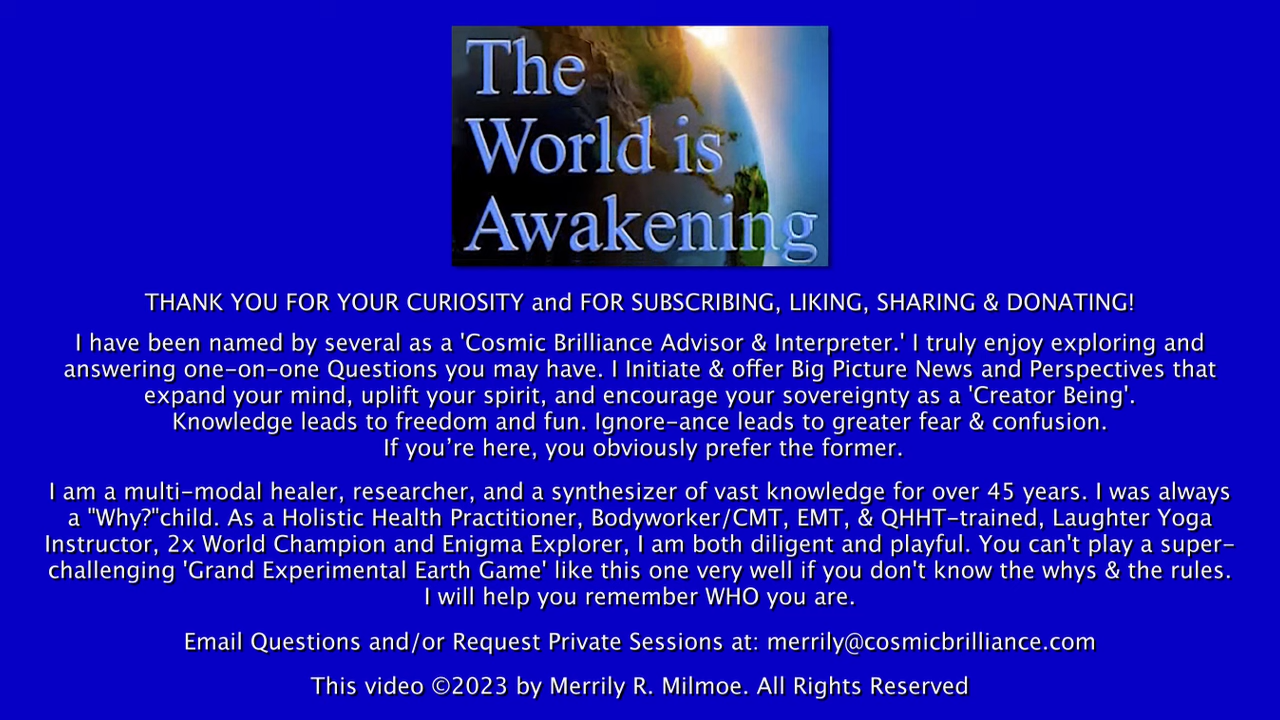 The
World is
Awakening
THANK YOU FOR YOUR CURIOSITY and FOR SUBSCRIBING, LIKING, SHARING & DONATING!
I have been named by several as a 'Cosmic Brilliance Advisor & Interpreter.' I truly enjoy exploring and
answering one-on-one Questions you may have. I Initiate & offer Big Picture News and Perspectives that
expand your mind, uplift your spirit, and encourage your sovereignty as a 'Creator Being'.
Knowledge leads to freedom and fun. Ignore-ance leads to greater fear & confusion.
If you’re here, you obviously prefer the former.
I am a multi-modal healer, researcher, and a synthesizer of vast knowledge for over 45 years. I was always
a "Why?"child. As a Holistic Health Practitioner, Bodyworker/CMT, EMT, & QHHT-trained, Laughter Yoga
Instructor, 2x World Champion and Enigma Explorer, I am both diligent and playful. You can't play a super-
challenging 'Grand Experimental Earth Game' like this one very well if you don't know the whys & the rules.
I will help you remember WHO you are.
Email Questions and/or Request Private Sessions at: merrily@cosmicbrilliance.com
This video ©2023 by Merrily R. Milmoe. All Rights Reserved